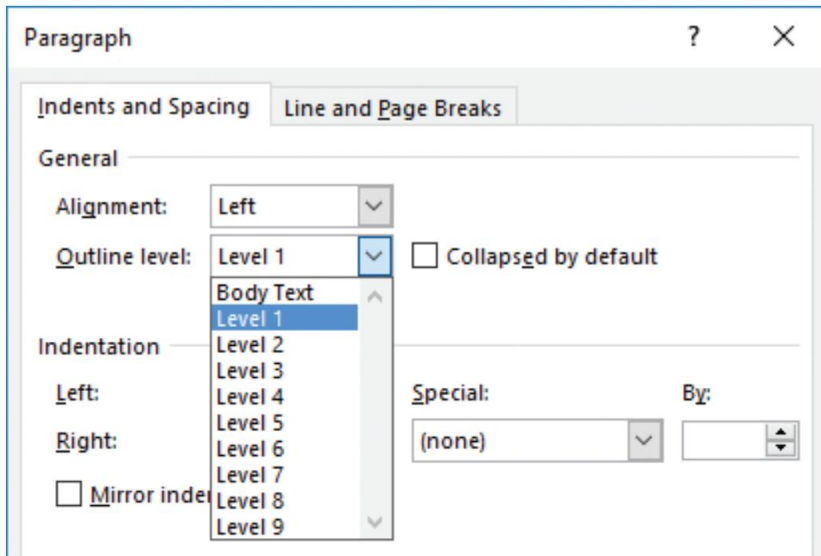 Paragraph ? ×
Indents and Spacing Line and Page Breaks
General
Alignment: Left
Outline level: Level 1 Collapsed by default
Body Text
Level 1
Level 2
Indentation
Level 3
Left: Level 4 Special: By:
Level 5
Right: Level 6 (none)
Level 7
Mirror inde Level 8
Level 9